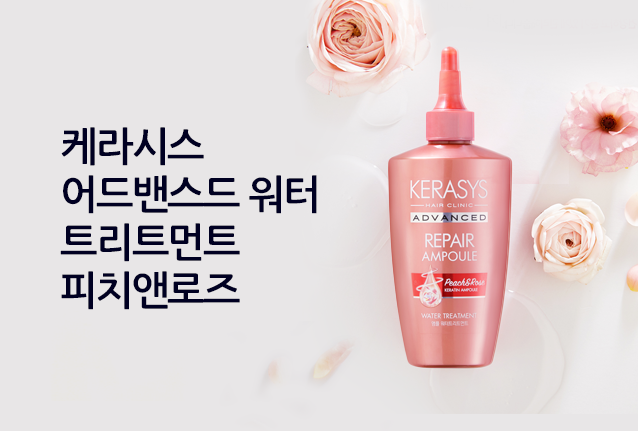 케라시스
어드밴스드 워터
트리트먼트
피치앤로즈
KERASYS
HAIR CLINIC
ADVANCED
REPAIR
AMPOULE
Peach&Rose
KERATIN AMPOULE
WATER TREATMENT